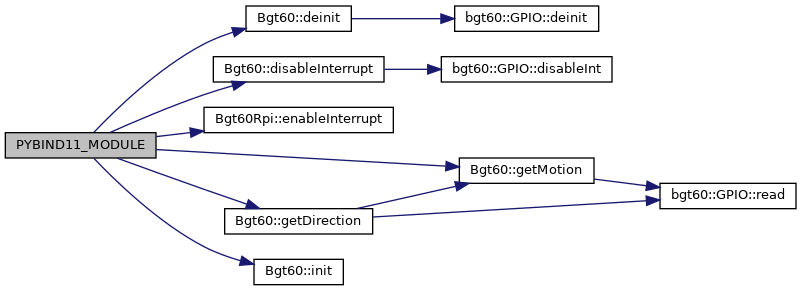 Bgt60::deinit
bgt60::GPIO::deinit
Bgt60::disableInterrupt
bgt60::GPIO::disableInt
Bgt60Rpi::enableInterrupt
PYBIND11_MODULE
Bgt60::getMotion
bgt60::GPIO::read
Bgt60::getDirection
Bgt60::init